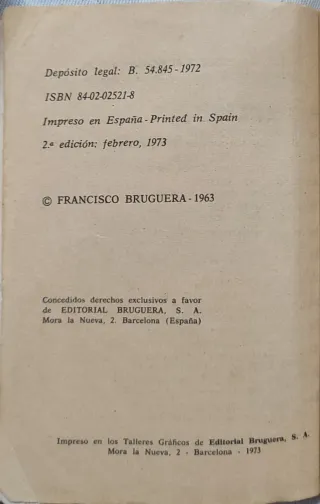 Depósito legal: B. 54.845 - 1972
ISBN 84-02-02521-8
Impreso en España - Printed in Spain
2.ª edición: febrero, 1973
© FRANCISCO BRUGUERA - 1963
Concedidos derechos exclusivos a favor
de EDITORIAL BRUGUERA, S. A.
Mora la Nueva, 2. Barcelona (España)
Impreso en los Talleres Gráficos de Editorial Bruguera, S. A.
Mora la Nueva, 2 - Barcelona - 1973